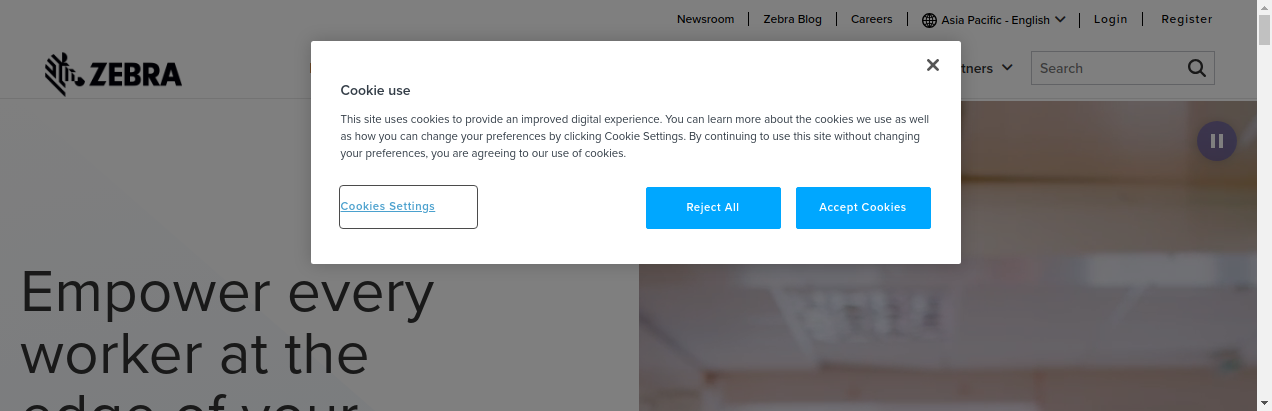 Newsroom
Zebra Blog
Careers
Asia Pacific - English
Login
Register
ZEBRA
tners
Search
Cookie use
This site uses cookies to provide an improved digital experience. You can learn more about the cookies we use as well
as how you can change your preferences by clicking Cookie Settings. By continuing to use this site without changing
your preferences, you are agreeing to our use of cookies.
Cookies Settings
Reject All
Accept Cookies
Empower every
worker at the
edge of your